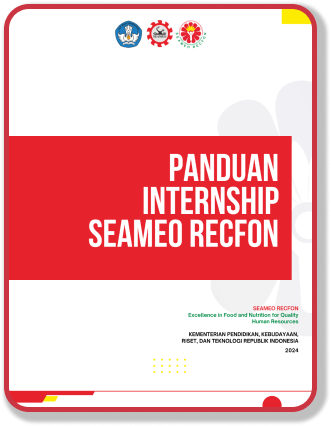 PANDUAN
INTERNSHIP
SEAMEO RECFON
SEAMEO RECFON
Excellence in Food and Nutrition for Quality
Human Resources
KEMENTERIAN PENDIDIKAN, KEBUDAYAAN,
RISET, DAN TEKNOLOGI REPUBLIK INDONESIA
2024